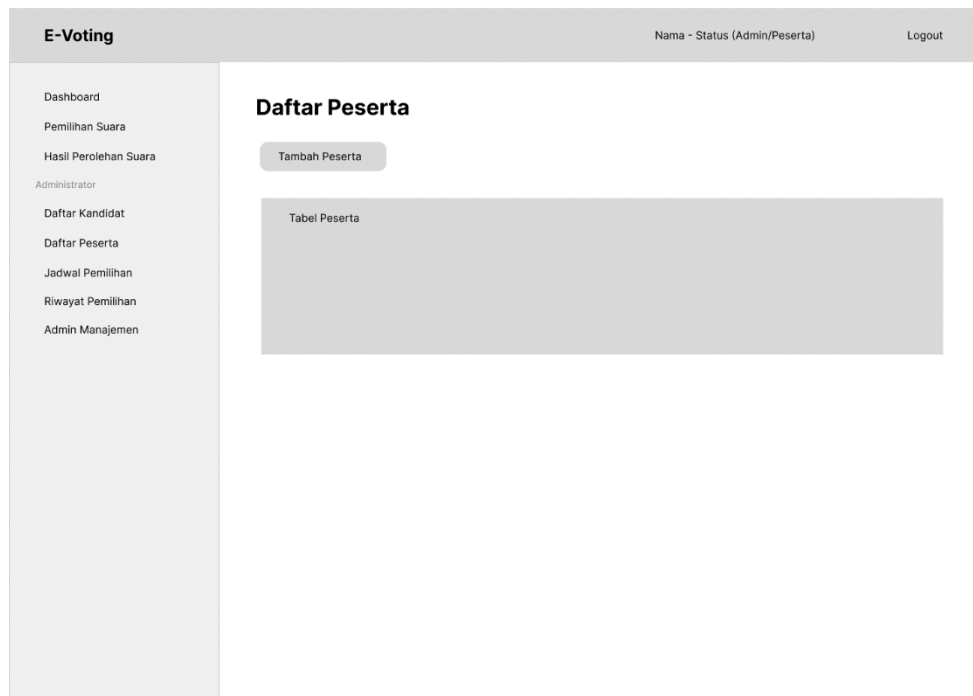 E-Voting
Nama - Status (Admin/Peserta)
Logout
Dashboard
Pemilihan Suara
Hasil Perolehan Suara
Administrator
Daftar Kandidat
Daftar Peserta
Jadwal Pemilihan
Riwayat Pemilihan
Admin Manajemen
Daftar Peserta
Tambah Peserta
Tabel Peserta